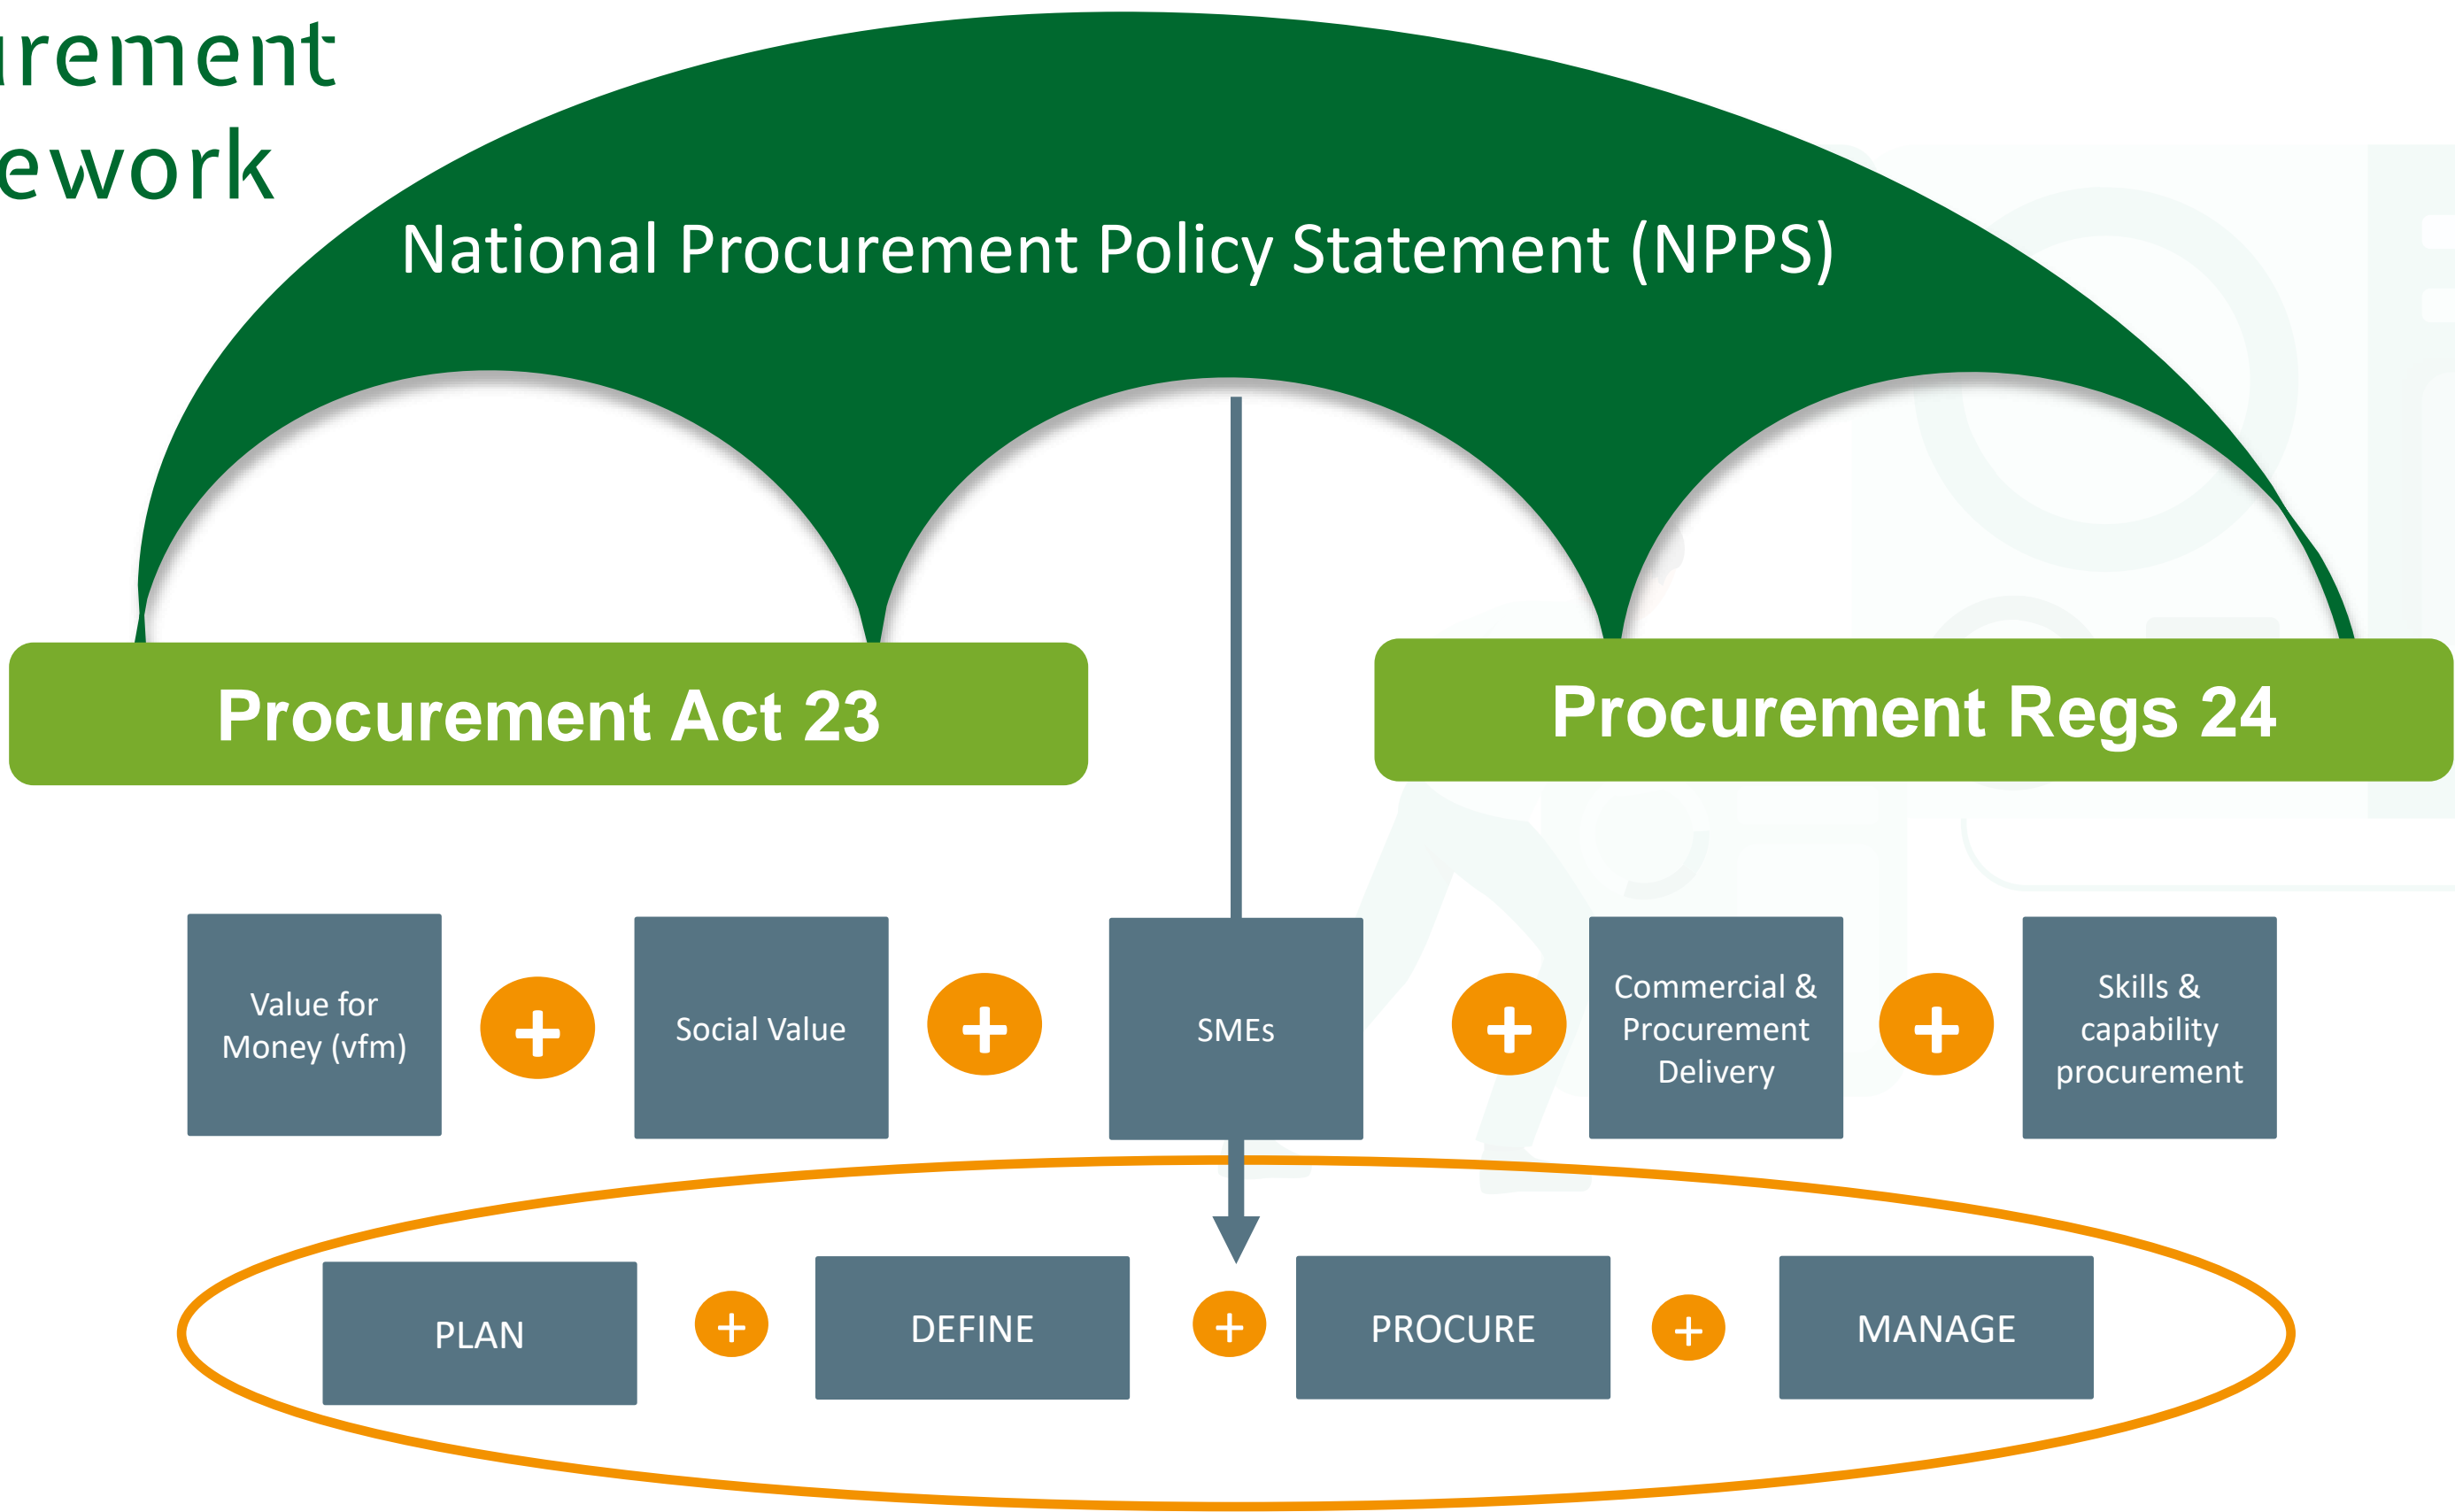 urement
ework
National Procurement Policy Statement (NPPS)
Procurement Act 23
Procurement Regs 24
Value for
Money (vfm)
+
Social Value
+
SMEs
+
Commercial &
Procurement
Delivery
+
Skills &
capability
procurement
PLAN
+
DEFINE
+
PROCURE
+
MANAGE